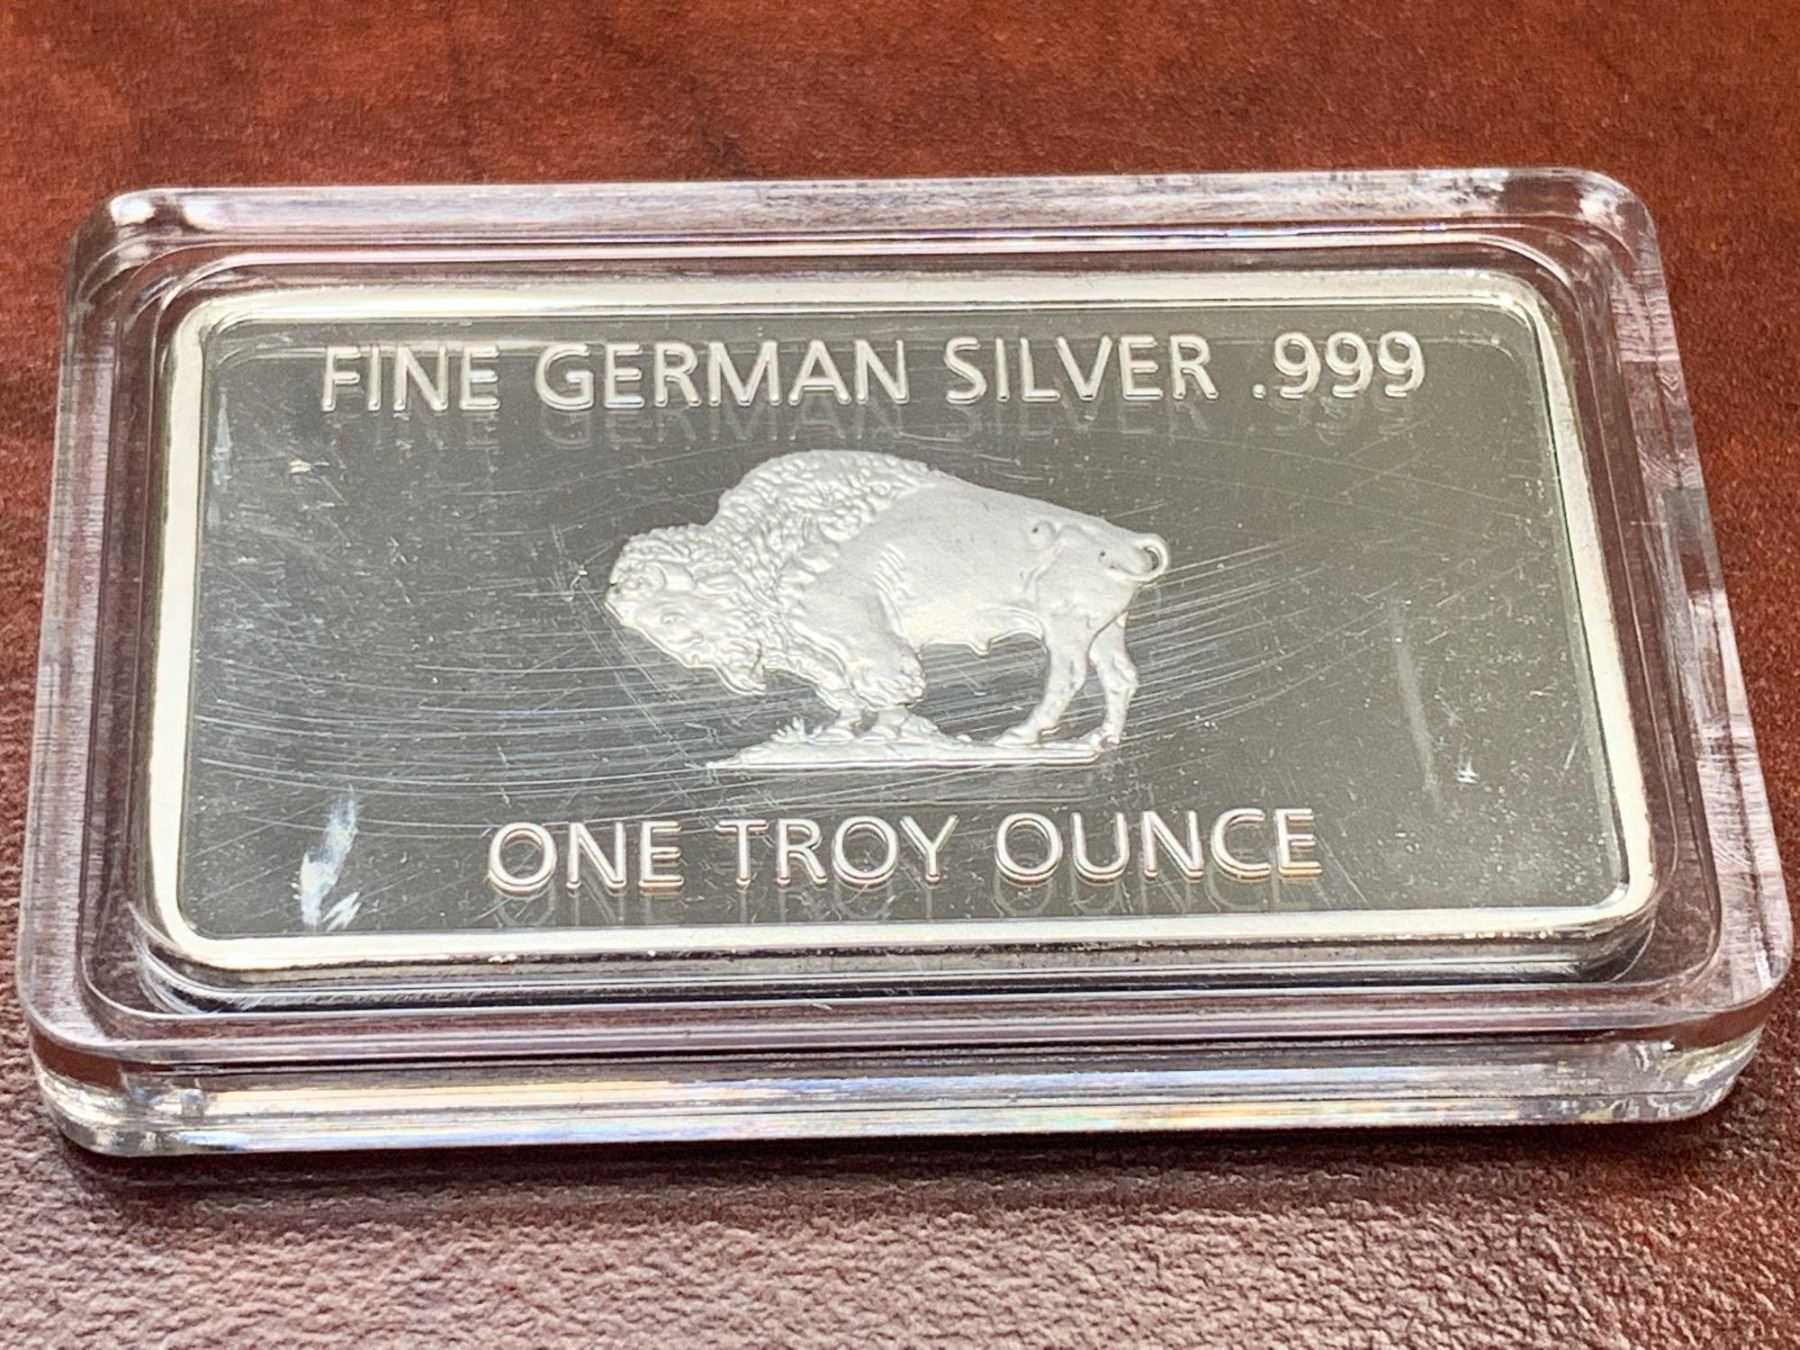 FINE GERMAN SILVER .999
ONE TROY OUNCE